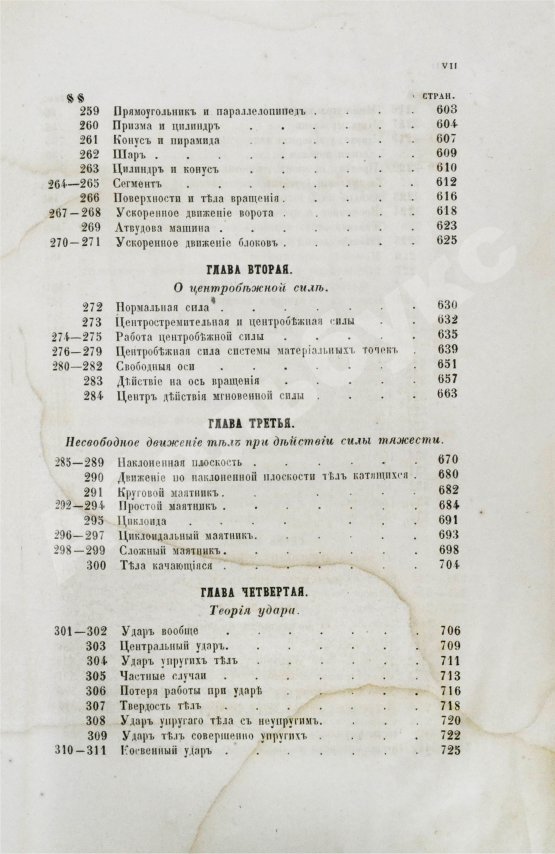 VII
§ § СТРАН.
259 Прямоугольникъ и параллелопипедъ . . . . . 603
260 Призма и цилиндръ . . . . . . . 604
261 Конусъ и пирамида . . . . . . . 607
262 Шаръ . . . . . . . . . 609
263 Цилиндръ и конусъ . . . . . . . 610
264—265 Сегментъ . . . . . . . . 612
266 Поверхности и тѣла вращенія . . . . . . 616
267—268 Ускоренное движеніе ворота . . . . . . 618
269 Атвудова машина . . . . . . . . 623
270—271 Ускоренное движеніе блоковъ . . . . . . 625
ГЛАВА ВТОРАЯ.
О центробѣжной силѣ.
272 Нормальная сила . . . . . . . . 630
273 Центростремительная и центробѣжная силы . . . . 632
274—275 Работа центробѣжной силы . . . . . . 635
276—279 Центробѣжная сила системы матеріальныхъ точекъ 639
280—282 Свободныя оси . . . . . . . . 651
283 Дѣйствіе на ось вращенія . . . . . . 657
284 Центръ дѣйствія мгновенной силы . . . . . 663
ГЛАВА ТРЕТЬЯ.
Несвободное движеніе тѣлъ при дѣйствіи силы тяжести.
285—289 Наклоненная плоскость . . . . . . . 670
290 Движеніе по наклоненной плоскости тѣлъ катящихся . 680
291 Круговой маятникъ . . . . . . . 682
292—294 Простой маятникъ . . . . . . . 684
295 Циклоида . . . . . . . . 691
296—297 Циклоидальный маятникъ . . . . . . 693
298—299 Сложный маятникъ . . . . . . . 698
300 Тѣла качающіяся . . . . . . . 704
ГЛАВА ЧЕТВЕРТАЯ.
Теорія удара.
301—302 Ударъ вообще . . . . . . . 706
303 Центральный ударъ . . . . . . . 709
304 Ударъ упругихъ тѣлъ . . . . . . . 711
305 Частные случаи . . . . . . . 713
306 Потеря работы при ударѣ . . . . . . 716
307 Твердость тѣлъ . . . . . . . 718
308 Ударъ упругаго тѣла съ неупругимъ . . . . . 720
309 Ударъ тѣлъ совершенно упругихъ . . . . . 722
310—311 Косвенный ударъ . . . . . . . 725